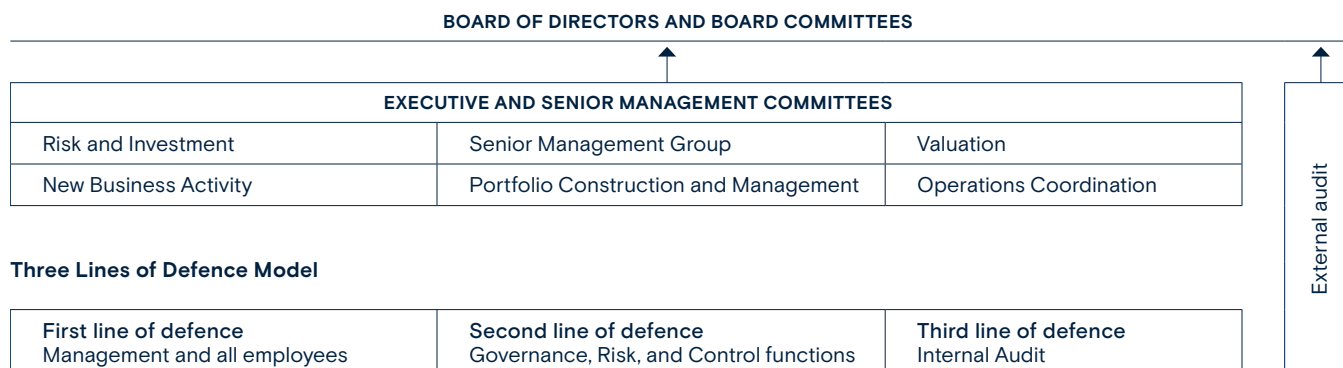 BOARD OF DIRECTORS AND BOARD COMMITTEES
EXECUTIVE AND SENIOR MANAGEMENT COMMITTEES
Risk and Investment
Senior Management Group
Valuation
New Business Activity
Portfolio Construction and Management
Operations Coordination
External audit
Three Lines of Defence Model
First line of defence
Management and all employees
Second line of defence
Governance, Risk, and Control functions
Third line of defence
Internal Audit